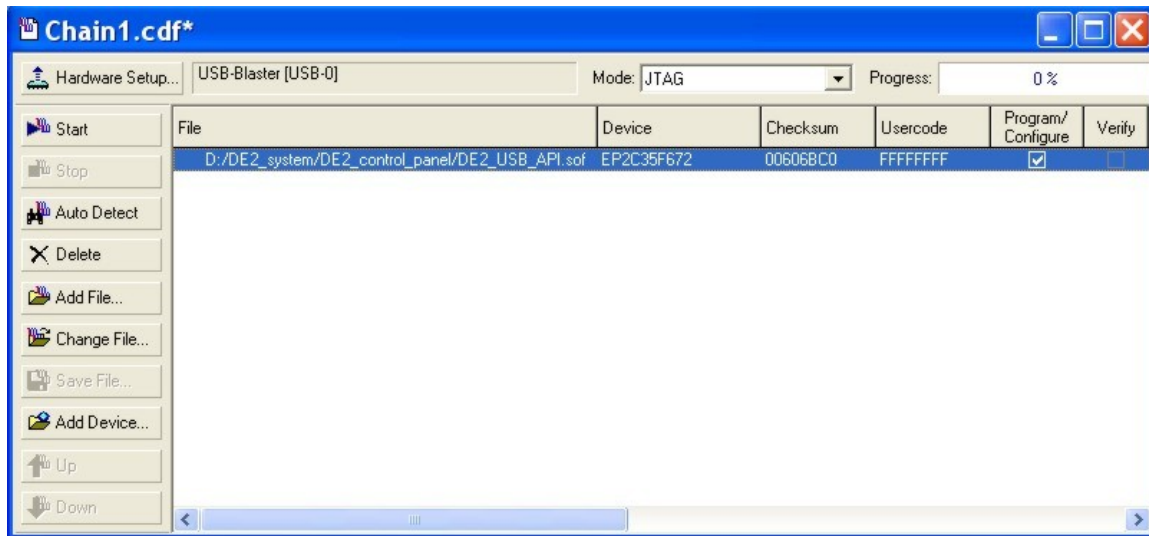 Chain1.cdf*
Hardware Setup... USB-Blaster [USB-0] Mode: JTAG Progress: 0 %
Start
Stop
Auto Detect
Delete
Add File...
Change File...
Save File...
Add Device...
Up
Down
File Device Checksum Usercode Program/
Configure Verify
D:/DE2_system/DE2_control_panel/DE2_USB_API.sof EP2C35F672 00606BC0 FFFFFFFF